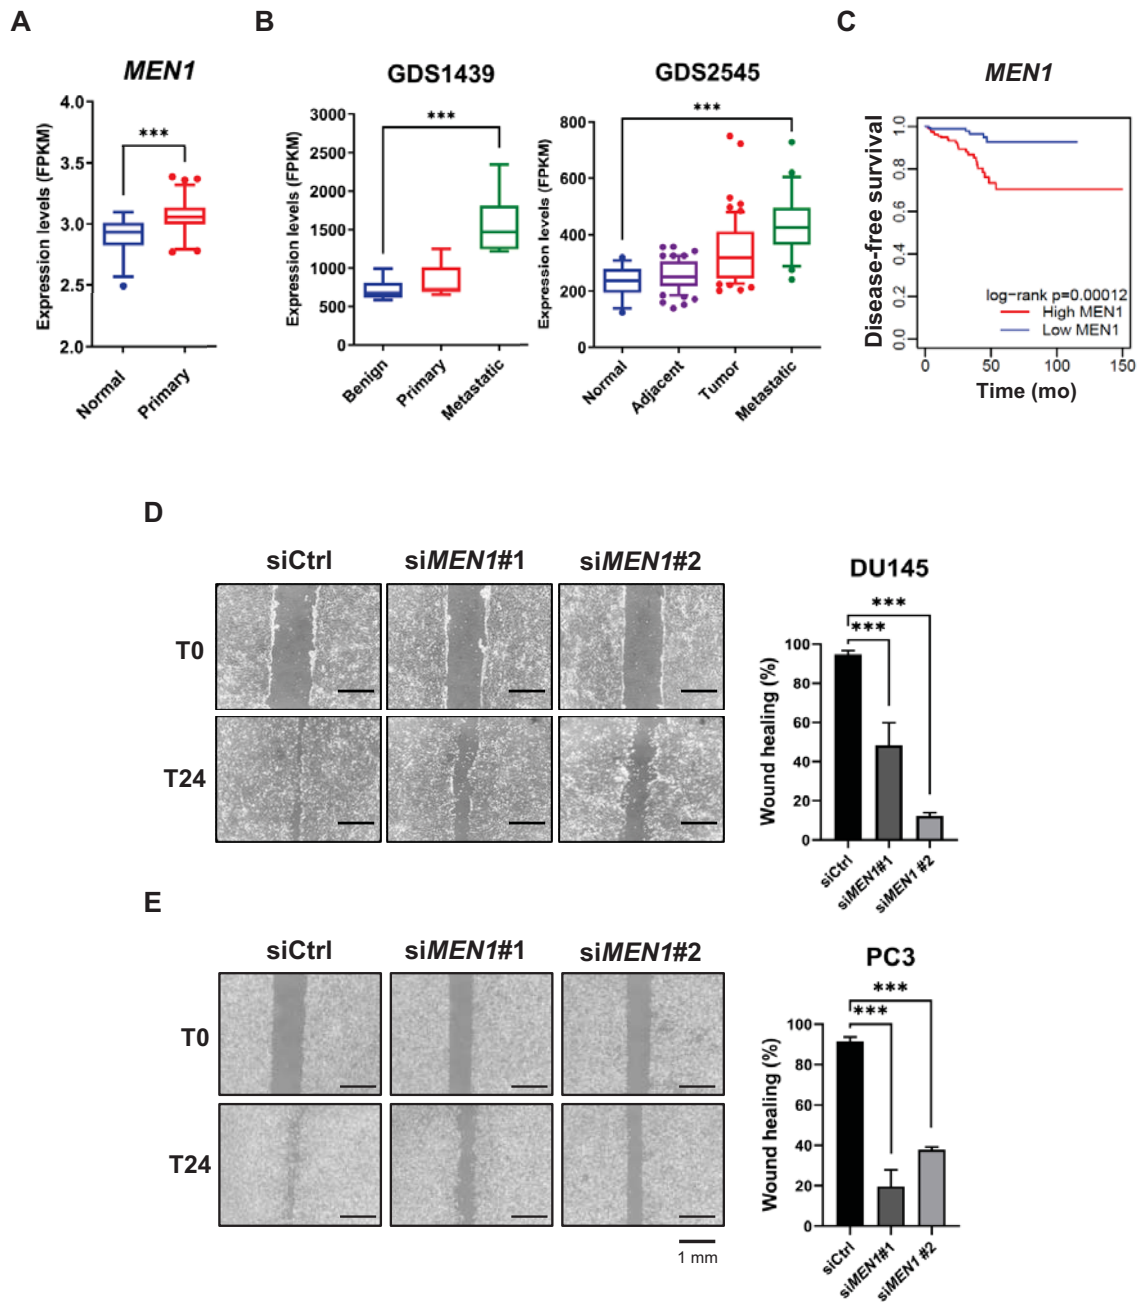 A
B
C
MEN1
Expression levels (FPKM)
4.0
3.5
3.0
2.5
2.0
***
Normal
Primary
GDS1439
Expression levels (FPKM)
3000
2500
2000
1500
1000
500
0
***
Benign
Primary
Metastatic
GDS2545
Expression levels (FPKM)
800
600
400
200
0
***
Normal
Adjacent
Tumor
Metastatic
MEN1
Disease-free survival
1.0
0.8
0.6
0.4
0.2
0.0
log-rank p=0.00012
High MEN1
Low MEN1
0
50
100
150
Time (mo)
D
siCtrl
siMEN1#1
siMEN1#2
T0
T24
DU145
Wound healing (%)
100
80
60
40
20
0
***
***
siCtrl
siMEN1#1
siMEN1 #2
E
siCtrl
siMEN1#1
siMEN1#2
T0
T24
1 mm
PC3
Wound healing (%)
100
80
60
40
20
0
***
***
siCtrl
siMEN1#1
siMEN1 #2